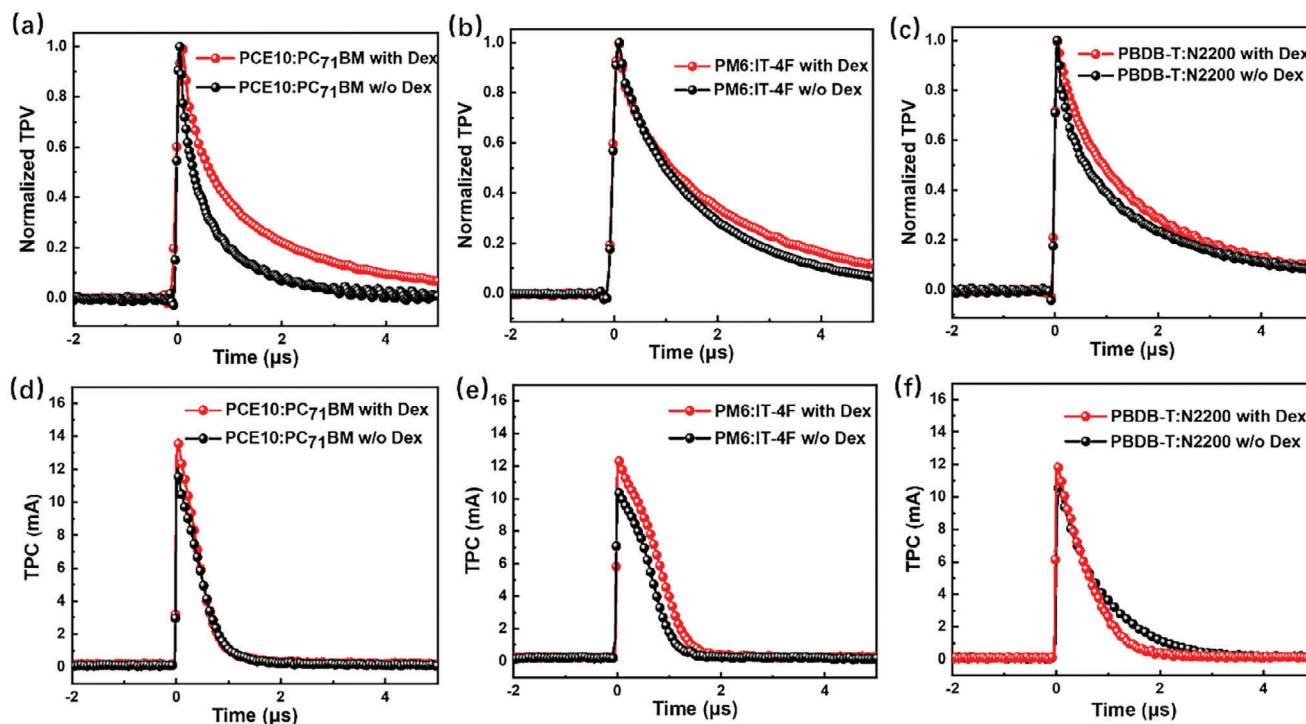 (a)
PCE10:PC71BM with Dex
PCE10:PC71BM w/o Dex
Normalized TPV
1.0
0.8
0.6
0.4
0.2
0.0
-2 0 2 4
Time (μs)
(b)
PM6:IT-4F with Dex
PM6:IT-4F w/o Dex
Normalized TPV
1.0
0.8
0.6
0.4
0.2
0.0
-2 0 2 4
Time (μs)
(c)
PBDB-T:N2200 with Dex
PBDB-T:N2200 w/o Dex
Normalized TPV
1.0
0.8
0.6
0.4
0.2
0.0
-2 0 2 4
Time (μs)
(d)
PCE10:PC71BM with Dex
PCE10:PC71BM w/o Dex
TPC (mA)
16
14
12
10
8
6
4
2
0
-2 0 2 4
Time (μs)
(e)
PM6:IT-4F with Dex
PM6:IT-4F w/o Dex
TPC (mA)
16
14
12
10
8
6
4
2
0
-2 0 2 4
Time (μs)
(f)
PBDB-T:N2200 with Dex
PBDB-T:N2200 w/o Dex
TPC (mA)
16
14
12
10
8
6
4
2
0
-2 0 2 4
Time (μs)